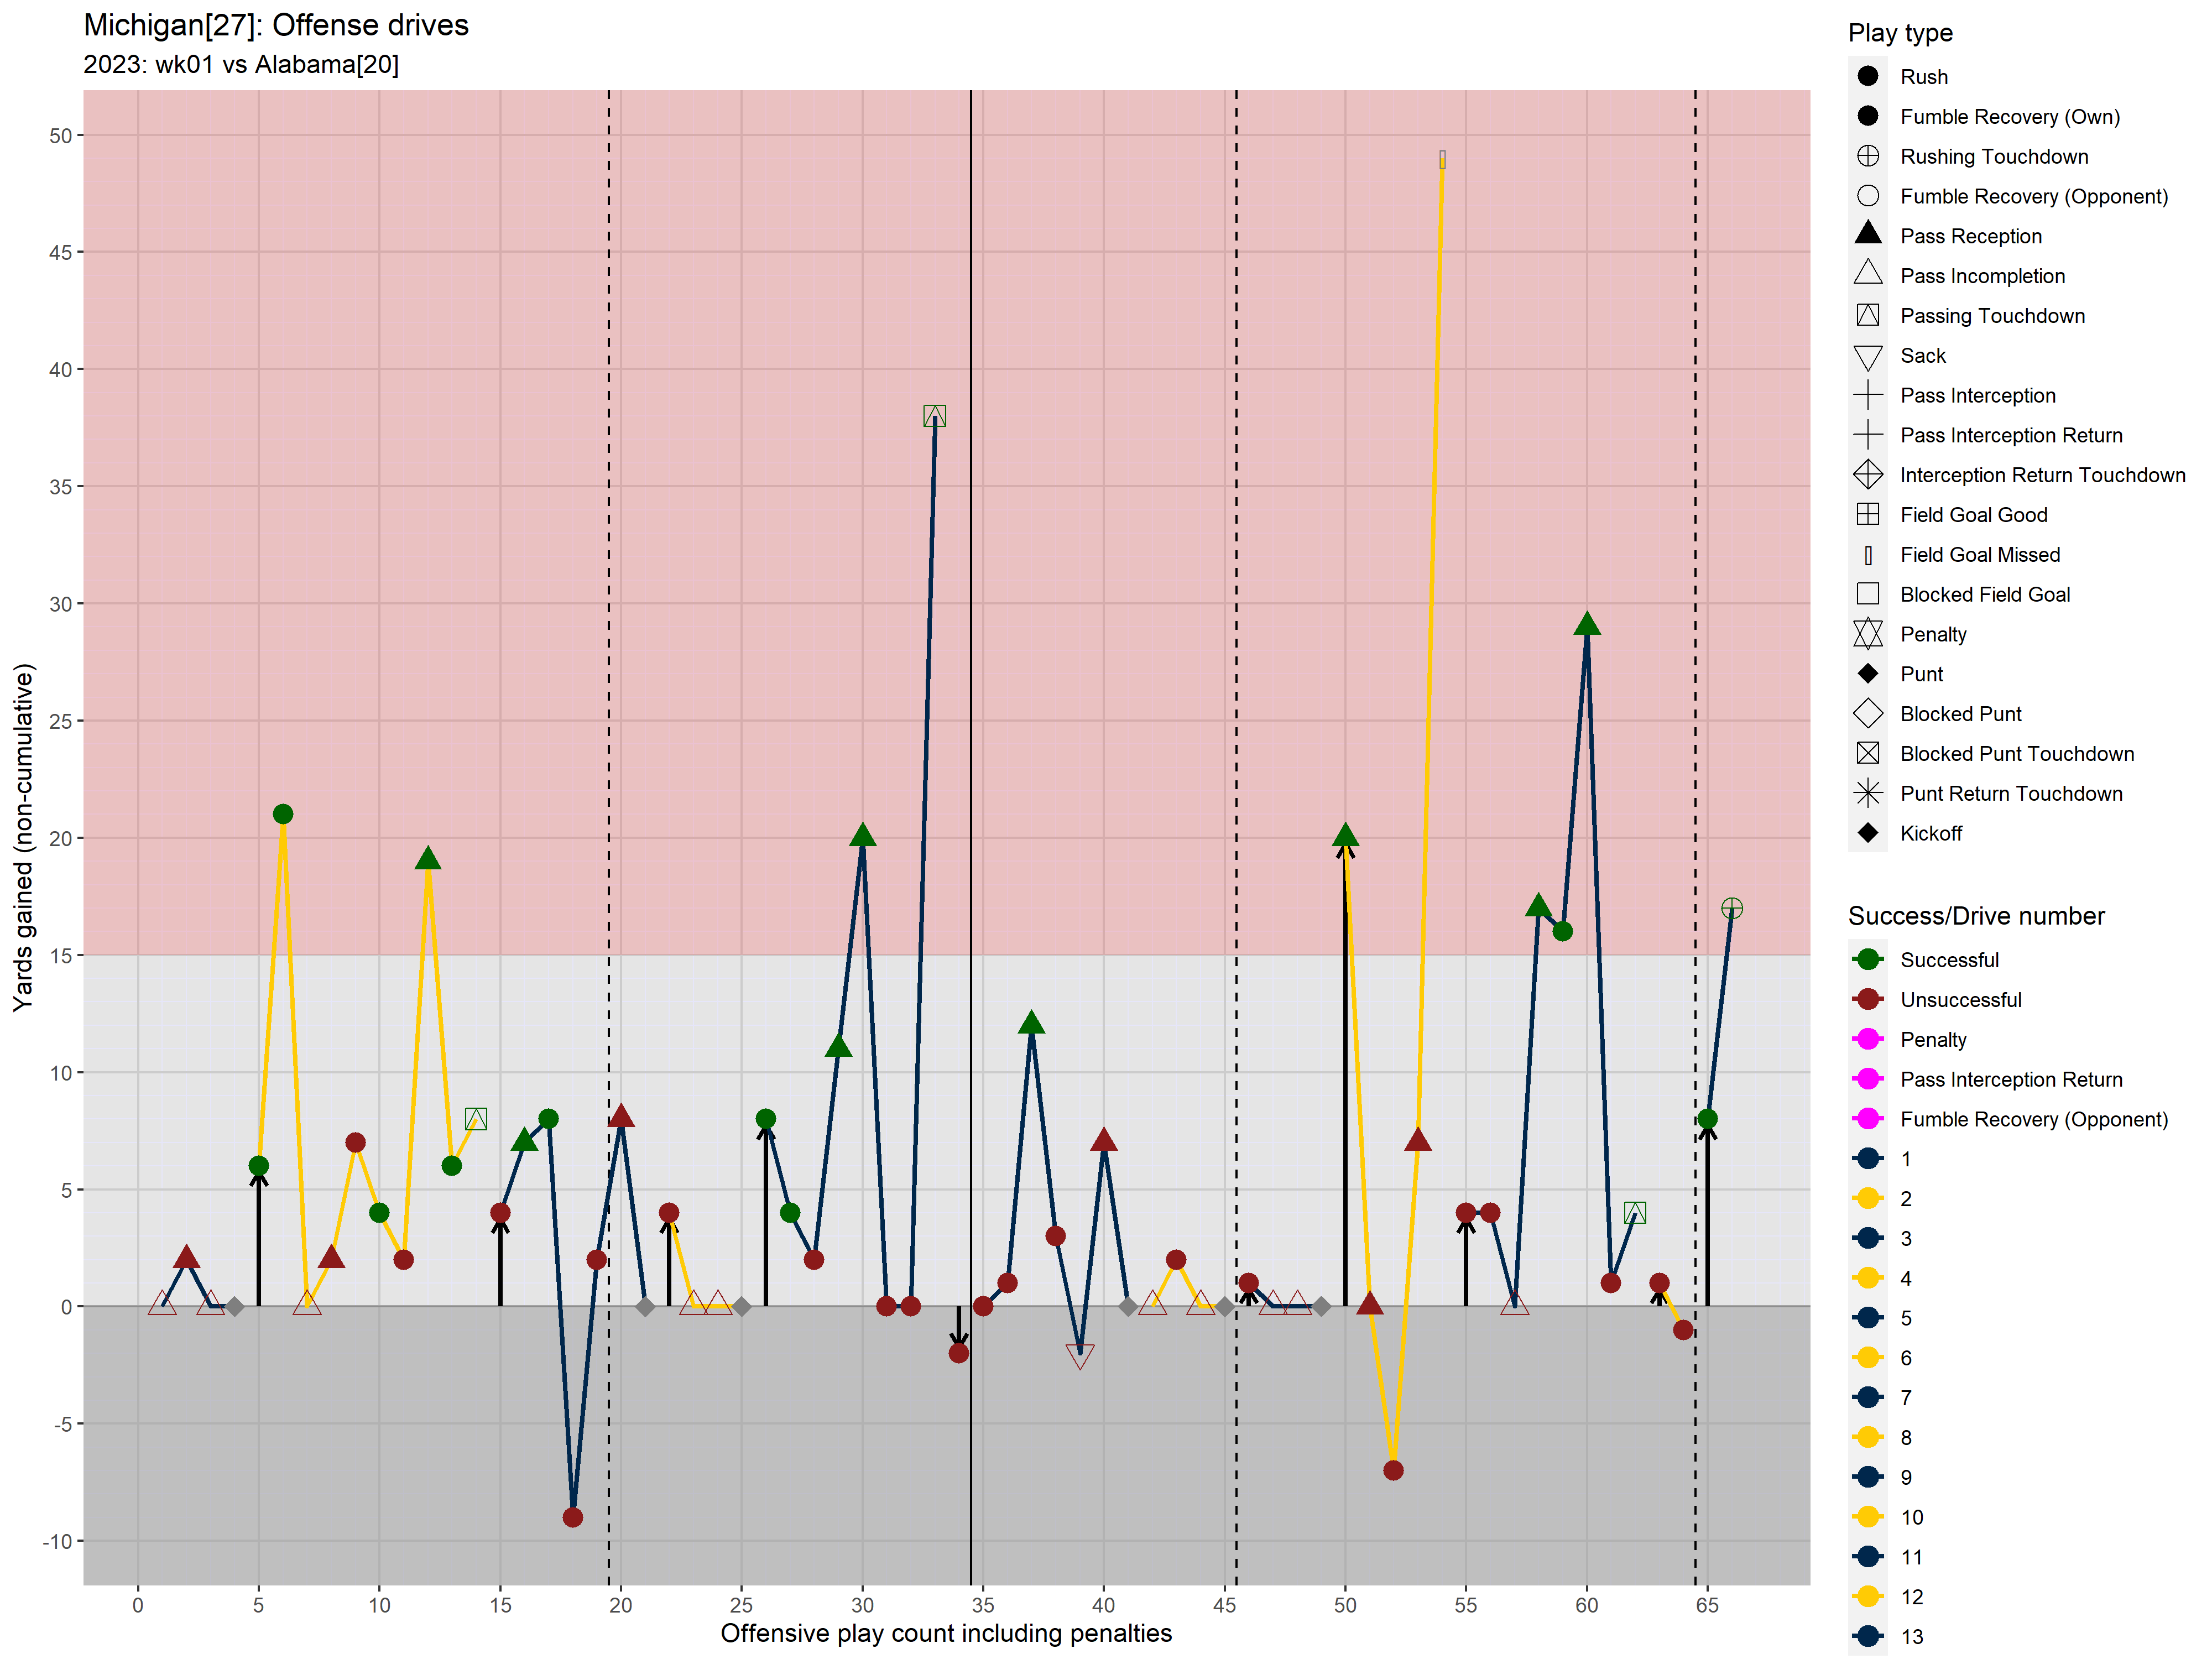 Michigan[27]: Offense drives
2023: wk01 vs Alabama[20]
Yards gained (non-cumulative)
50
45
40
35
30
25
20
15
10
5
0
-5
-10
0 5 10 15 20 25 30 35 40 45 50 55 60 65
Offensive play count including penalties
Play type
Rush
Fumble Recovery (Own)
Rushing Touchdown
Fumble Recovery (Opponent)
Pass Reception
Pass Incompletion
Passing Touchdown
Sack
Pass Interception
Pass Interception Return
Interception Return Touchdown
Field Goal Good
Field Goal Missed
Blocked Field Goal
Penalty
Punt
Blocked Punt
Blocked Punt Touchdown
Punt Return Touchdown
Kickoff
Success/Drive number
Successful
Unsuccessful
Penalty
Pass Interception Return
Fumble Recovery (Opponent)
1
2
3
4
5
6
7
8
9
10
11
12
13